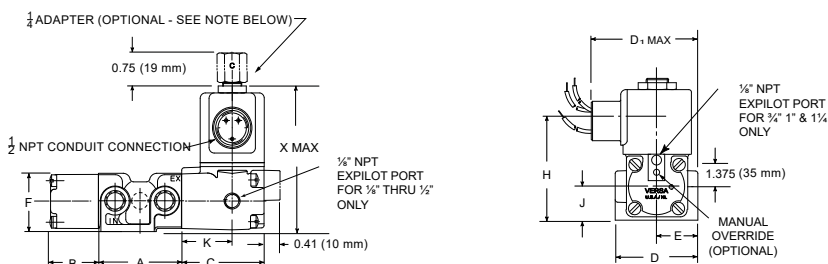 1/4 ADAPTER (OPTIONAL - SEE NOTE BELOW)
C
0.75 (19 mm)
1/2 NPT CONDUIT CONNECTION
X MAX
⅛" NPT
EXPILOT PORT
FOR ⅛" THRU ½"
ONLY
EX
IN
F
K
0.41 (10 mm)
B
A
C
D₁ MAX
⅛" NPT
EXPILOT PORT
FOR ¾" 1" & 1¼
ONLY
H
J
1.375 (35 mm)
VERSA
U.S.A./ NL
MANUAL
OVERRIDE
(OPTIONAL)
E
D